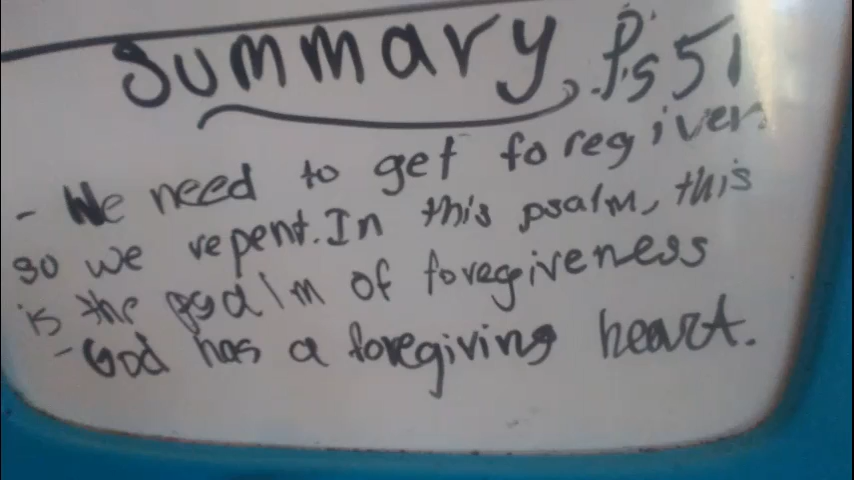 Summary, Ps 51
- We need to get foregiven
so we repent. In this psalm, this
is the psalm of foregiveness
- God has a foregiving heart.